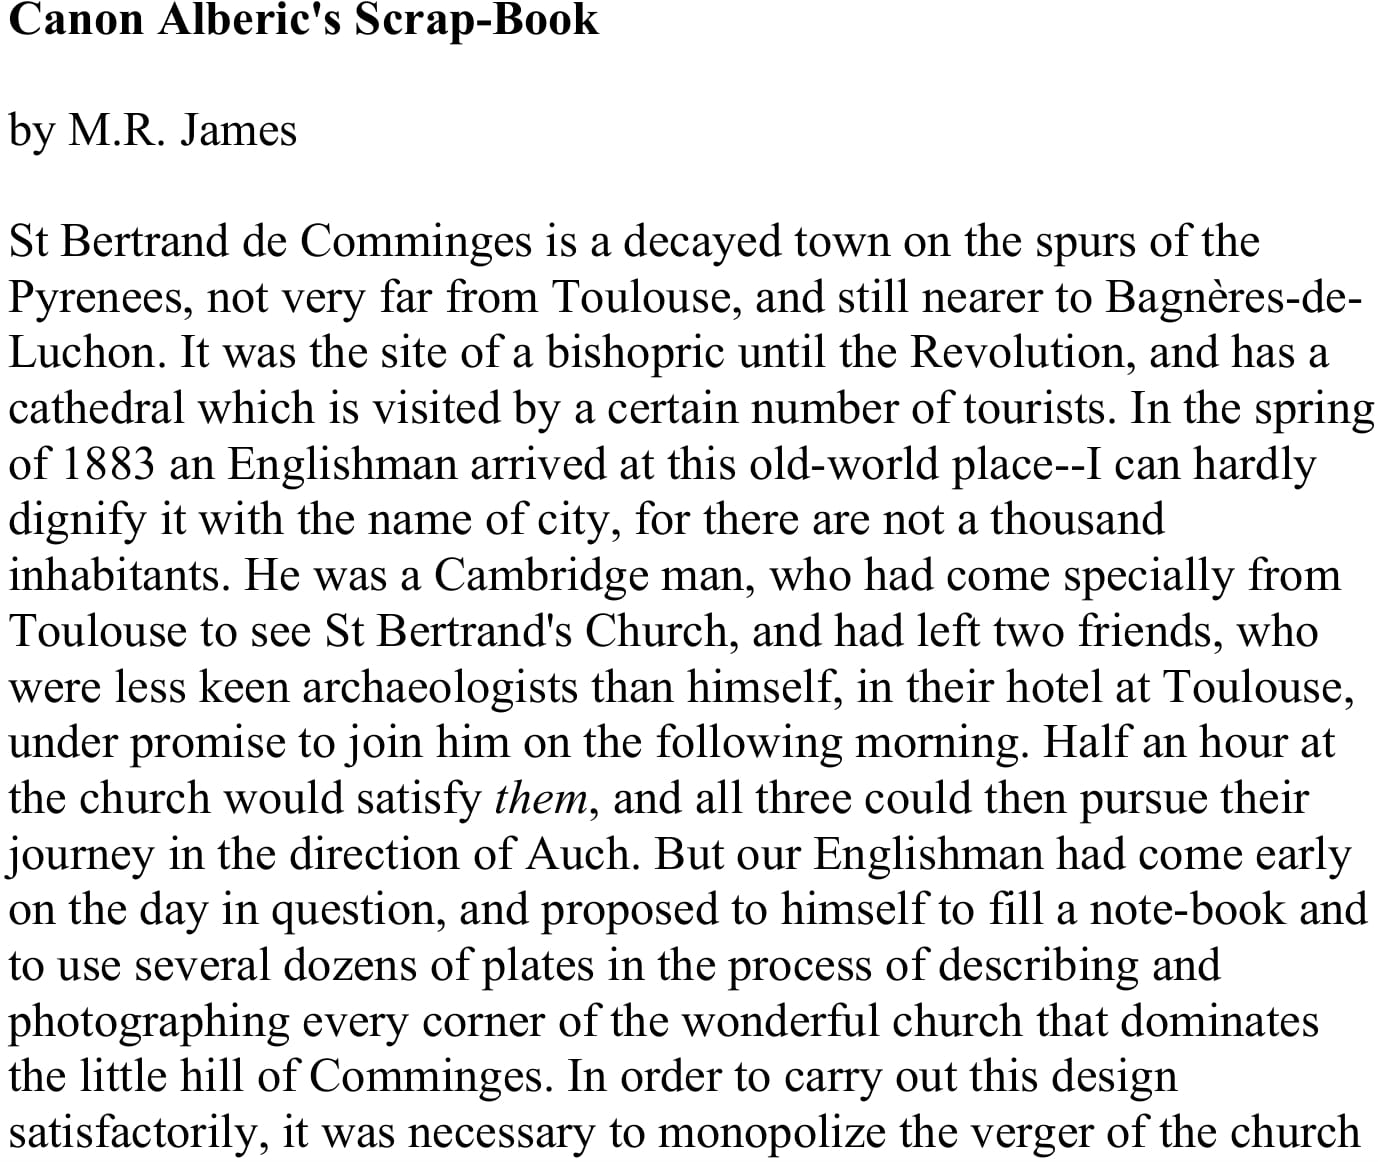 Canon Alberic's Scrap-Book
by M.R. James
St Bertrand de Comminges is a decayed town on the spurs of the
Pyrenees, not very far from Toulouse, and still nearer to Bagnères-de-
Luchon. It was the site of a bishopric until the Revolution, and has a
cathedral which is visited by a certain number of tourists. In the spring
of 1883 an Englishman arrived at this old-world place--I can hardly
dignify it with the name of city, for there are not a thousand
inhabitants. He was a Cambridge man, who had come specially from
Toulouse to see St Bertrand's Church, and had left two friends, who
were less keen archaeologists than himself, in their hotel at Toulouse,
under promise to join him on the following morning. Half an hour at
the church would satisfy them, and all three could then pursue their
journey in the direction of Auch. But our Englishman had come early
on the day in question, and proposed to himself to fill a note-book and
to use several dozens of plates in the process of describing and
photographing every corner of the wonderful church that dominates
the little hill of Comminges. In order to carry out this design
satisfactorily, it was necessary to monopolize the verger of the church